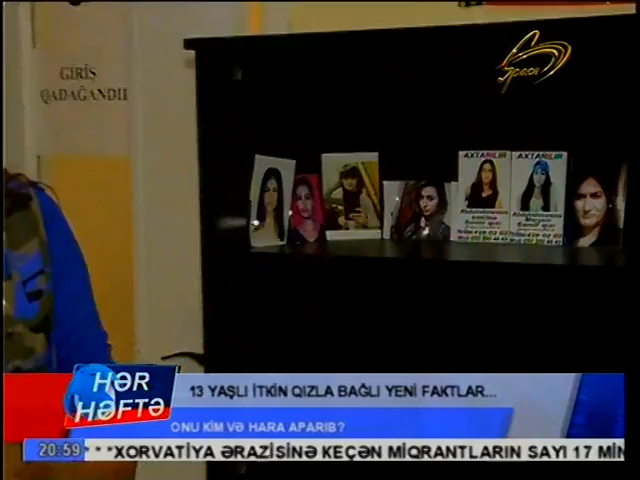 GİRİŞ
QADAĞANDIR
Space
AXTARILIR
AXTARILIR
HƏR
HƏFTƏ
13 YAŞLI İTKİN QIZLA BAĞLI YENİ FAKTLAR...
ONU KİM VƏ HARA APARIB?
20:59
***XORVATİYA ƏRAZİSİNƏ KEÇƏN MİQRANTLARIN SAYI 17 MİN